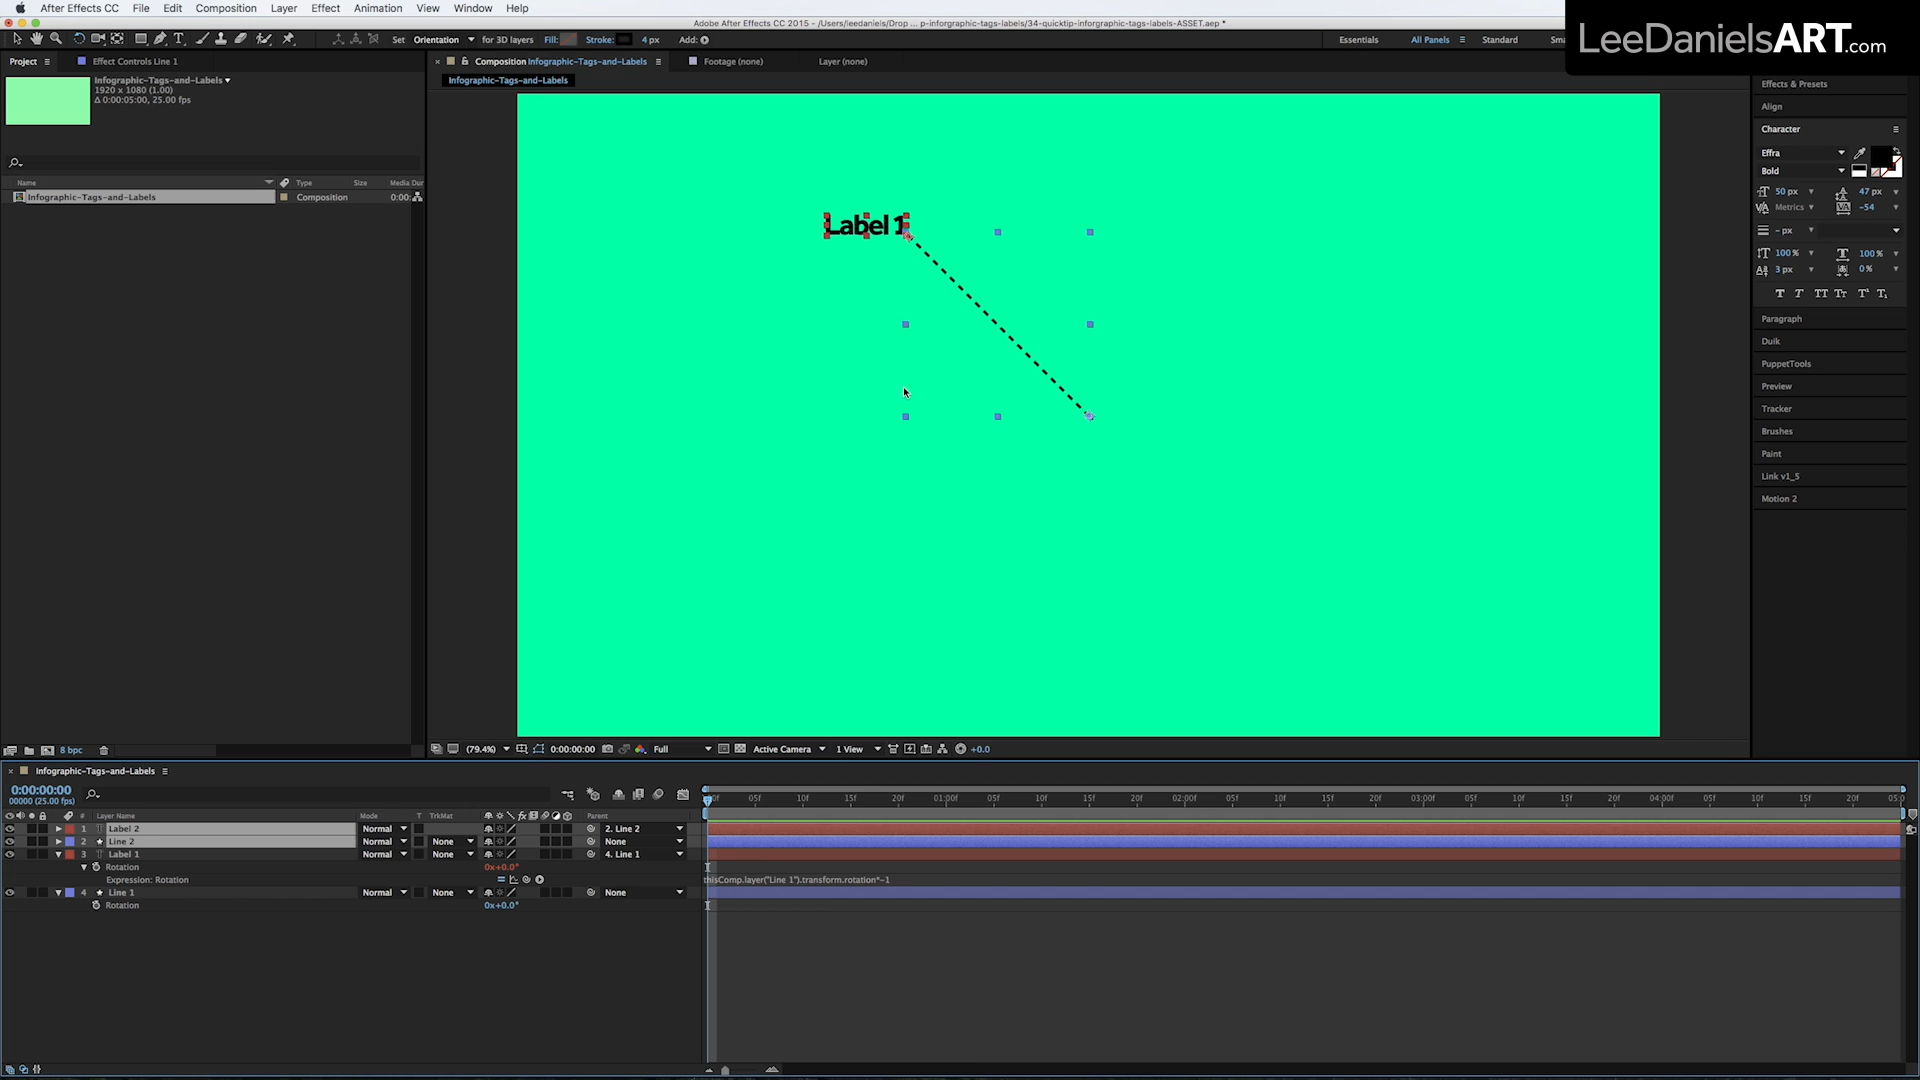 After Effects CC File Edit Composition Layer Effect Animation View Window Help
LeeDanielsART.com
Adobe After Effects CC 2015 - /Users/leedaniels/Drop ... p-inforgraphic-tags-labels/34-quicktip-inforgraphic-tags-labels-ASSET.aep *
Set Orientation for 3D layers Fill: Stroke: 4 px Add:
Essentials All Panels Standard
Project Effect Controls Line 1
Composition Infographic-Tags-and-Labels Footage (none) Layer (none)
Infographic-Tags-and-Labels
1920 x 1080 (1.00)
Δ 0:00:05:00, 25.00 fps
Infographic-Tags-and-Labels
Name Type Size Media Dur
Infographic-Tags-and-Labels Composition 0:00:
Label 1
Effects & Presets
Align
Character
Effra
Bold
50 px 47 px
Metrics -54
- px
100% 100%
3 px 0%
T T TT Tr T¹ T₁
Paragraph
Duik
PuppetTools
Preview
Tracker
Brushes
Paint
Link v1_5
Motion 2
8 bpc
(79.4%) 0:00:00:00 Full Active Camera 1 View +0.0
Infographic-Tags-and-Labels
0:00:00:00
00000 (25.00 fps)
05f 10f 15f 20f 01:00f 05f 10f 15f 20f 02:00f 05f 10f 15f 20f 03:00f 05f 10f 15f 20f 04:00f 05f 10f 15f 20f 05:0
# Layer Name Mode T TrkMat Parent
1 Label 2 Normal 2. Line 2
2 Line 2 Normal None None
3 Label 1 Normal None 4. Line 1
Rotation 0x+0.0°
Expression: Rotation thisComp.layer("Line 1").transform.rotation*-1
4 Line 1 Normal None None
Rotation 0x+0.0°